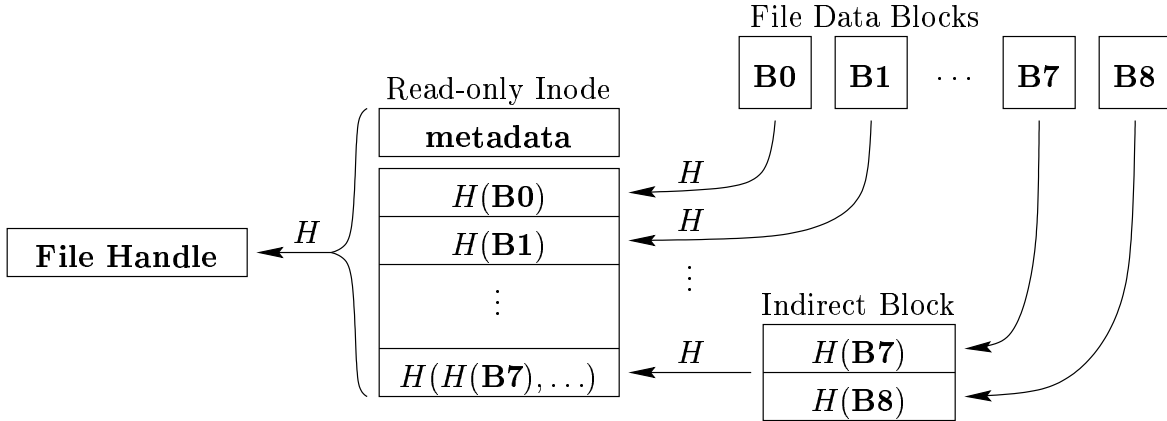 File Data Blocks
B0 B1 ... B7 B8
Read-only Inode
metadata
H
H(B0)
H
H
H(B1)
File Handle
⋮
⋮
Indirect Block
H
H(B7)
H(H(B7),...)
H(B8)